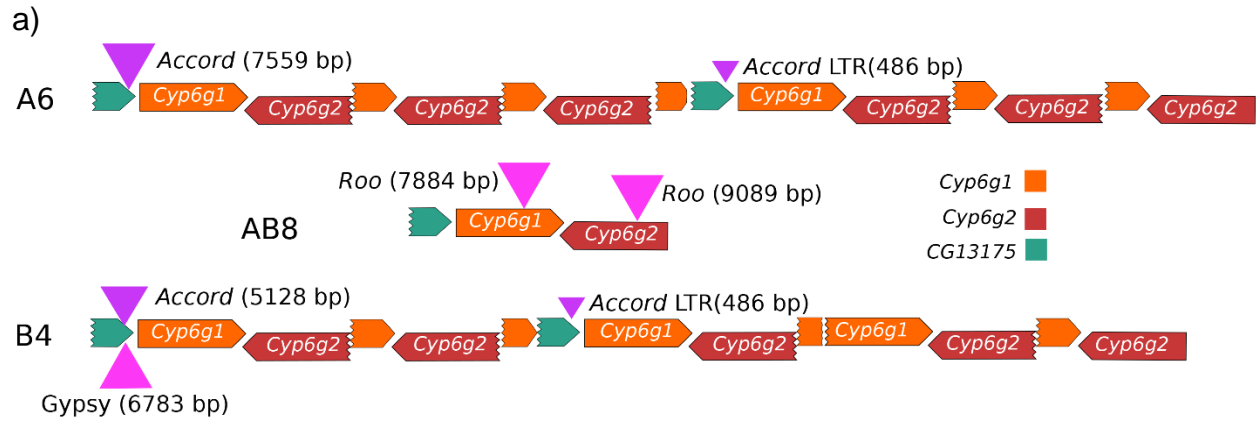 a)
Accord (7559 bp)
Accord LTR(486 bp)
A6
Cyp6g1
Cyp6g2
Cyp6g2
Cyp6g2
Cyp6g1
Cyp6g2
Cyp6g2
Cyp6g2
Roo (7884 bp)
Roo (9089 bp)
AB8
Cyp6g1
Cyp6g2
Cyp6g1
Cyp6g2
CG13175
Accord (5128 bp)
Accord LTR(486 bp)
B4
Cyp6g1
Cyp6g2
Cyp6g2
Cyp6g1
Cyp6g2
Cyp6g1
Cyp6g2
Cyp6g2
Gypsy (6783 bp)